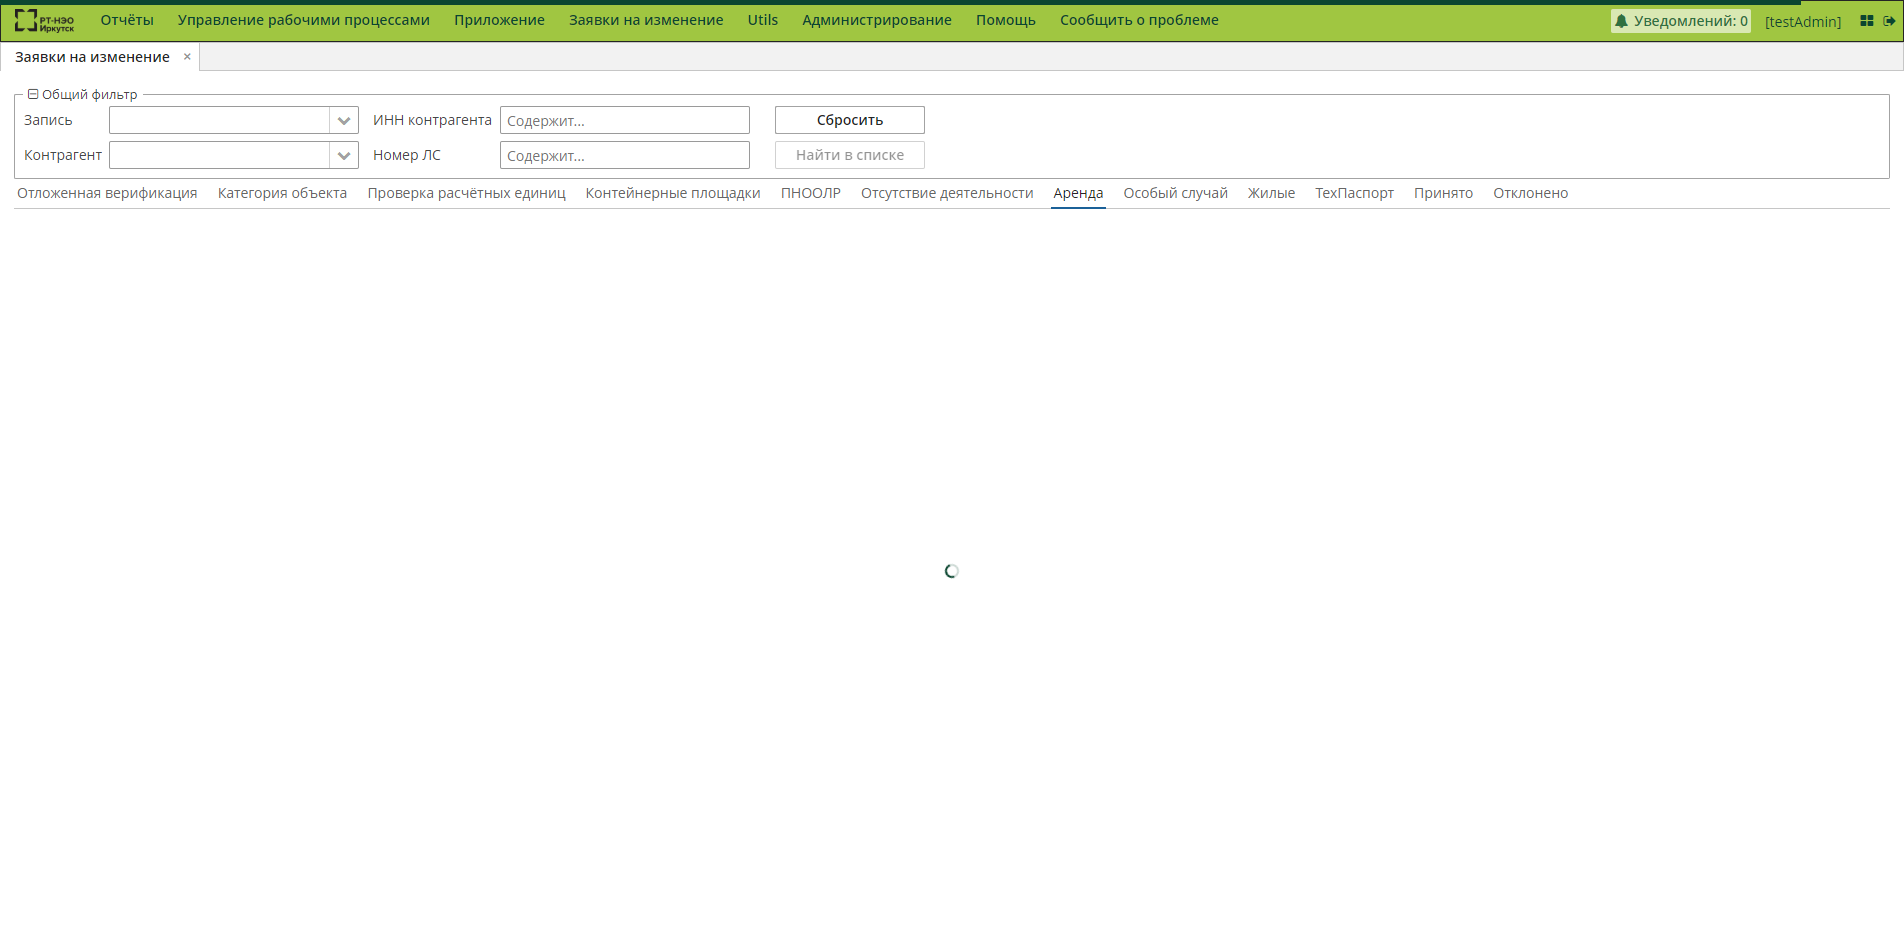 РТ-НЭО
Иркутск
Отчёты Управление рабочими процессами Приложение Заявки на изменение Utils Администрирование Помощь Сообщить о проблеме Уведомлений: 0 [testAdmin]
Заявки на изменение ×
Общий фильтр
Запись ИНН контрагента Содержит... Сбросить
Контрагент Номер ЛС Содержит... Найти в списке
Отложенная верификация Категория объекта Проверка расчётных единиц Контейнерные площадки ПНООЛР Отсутствие деятельности Аренда Особый случай Жилые ТехПаспорт Принято Отклонено